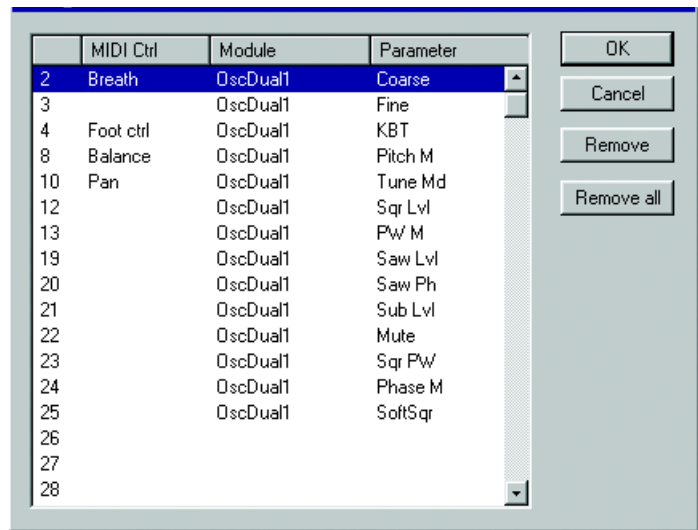 MIDI Ctrl Module Parameter
2 Breath OscDual1 Coarse
3 OscDual1 Fine
4 Foot ctrl OscDual1 KBT
8 Balance OscDual1 Pitch M
10 Pan OscDual1 Tune Md
12 OscDual1 Sqr Lvl
13 OscDual1 PW M
19 OscDual1 Saw Lvl
20 OscDual1 Saw Ph
21 OscDual1 Sub Lvl
22 OscDual1 Mute
23 OscDual1 Sqr PW
24 OscDual1 Phase M
25 OscDual1 SoftSqr
26
27
28
OK
Cancel
Remove
Remove all